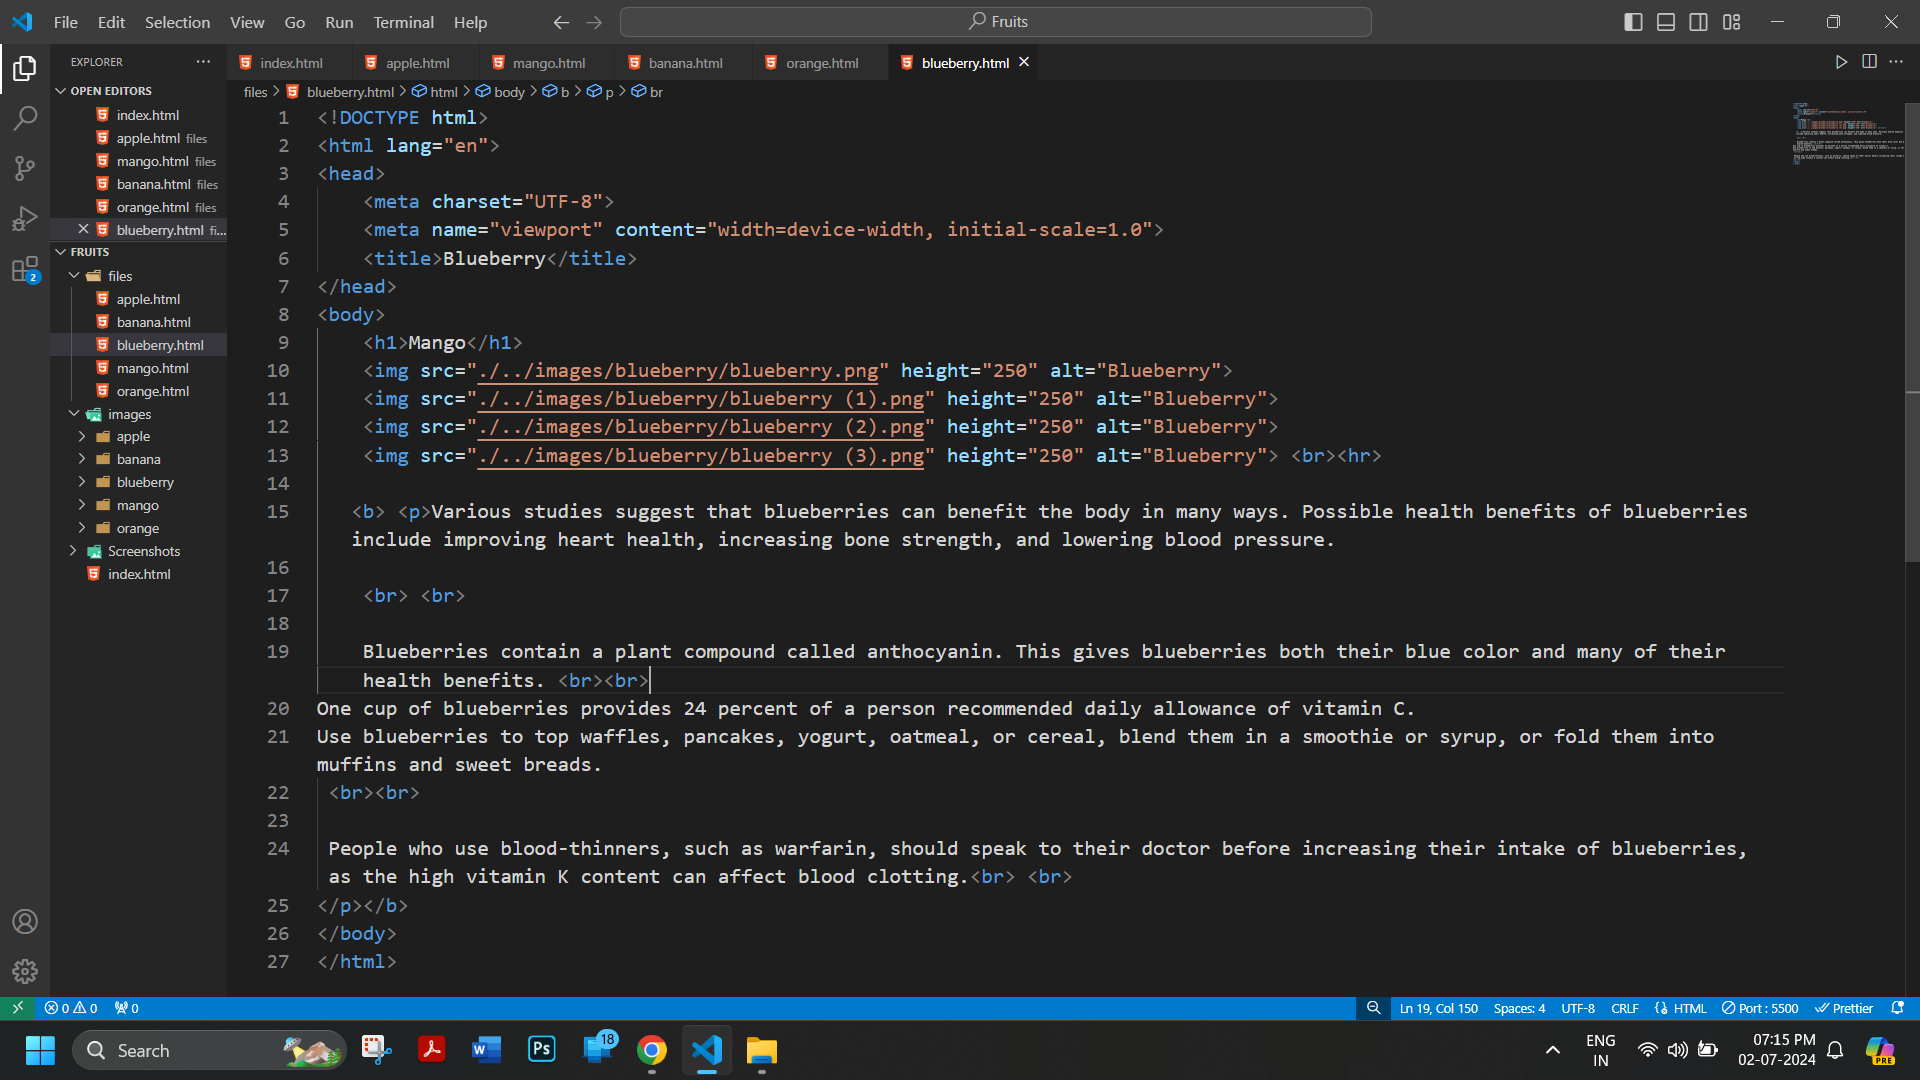 File Edit Selection View Go Run Terminal Help
Fruits
EXPLORER
index.html apple.html mango.html banana.html orange.html blueberry.html
files > blueberry.html > html > body > b > p > br
OPEN EDITORS
index.html
apple.html files
mango.html files
banana.html files
orange.html files
blueberry.html fi...
FRUITS
files
apple.html
banana.html
blueberry.html
mango.html
orange.html
images
apple
banana
blueberry
mango
orange
Screenshots
index.html
2
1 <!DOCTYPE html>
2 <html lang="en">
3 <head>
4 <meta charset="UTF-8">
5 <meta name="viewport" content="width=device-width, initial-scale=1.0">
6 <title>Blueberry</title>
7 </head>
8 <body>
9 <h1>Mango</h1>
10 <img src="./../images/blueberry/blueberry.png" height="250" alt="Blueberry">
11 <img src="./../images/blueberry/blueberry (1).png" height="250" alt="Blueberry">
12 <img src="./../images/blueberry/blueberry (2).png" height="250" alt="Blueberry">
13 <img src="./../images/blueberry/blueberry (3).png" height="250" alt="Blueberry"> <br><hr>
14
15 <b> <p>Various studies suggest that blueberries can benefit the body in many ways. Possible health benefits of blueberries
include improving heart health, increasing bone strength, and lowering blood pressure.
16
17 <br> <br>
18
19 Blueberries contain a plant compound called anthocyanin. This gives blueberries both their blue color and many of their
health benefits. <br><br>
20 One cup of blueberries provides 24 percent of a person recommended daily allowance of vitamin C.
21 Use blueberries to top waffles, pancakes, yogurt, oatmeal, or cereal, blend them in a smoothie or syrup, or fold them into
muffins and sweet breads.
22 <br><br>
23
24 People who use blood-thinners, such as warfarin, should speak to their doctor before increasing their intake of blueberries,
as the high vitamin K content can affect blood clotting.<br> <br>
25 </p></b>
26 </body>
27 </html>
0 0 0 Ln 19, Col 150 Spaces: 4 UTF-8 CRLF HTML Port : 5500 Prettier
Search
Ps
18
ENG
IN
07:15 PM
02-07-2024
PRE